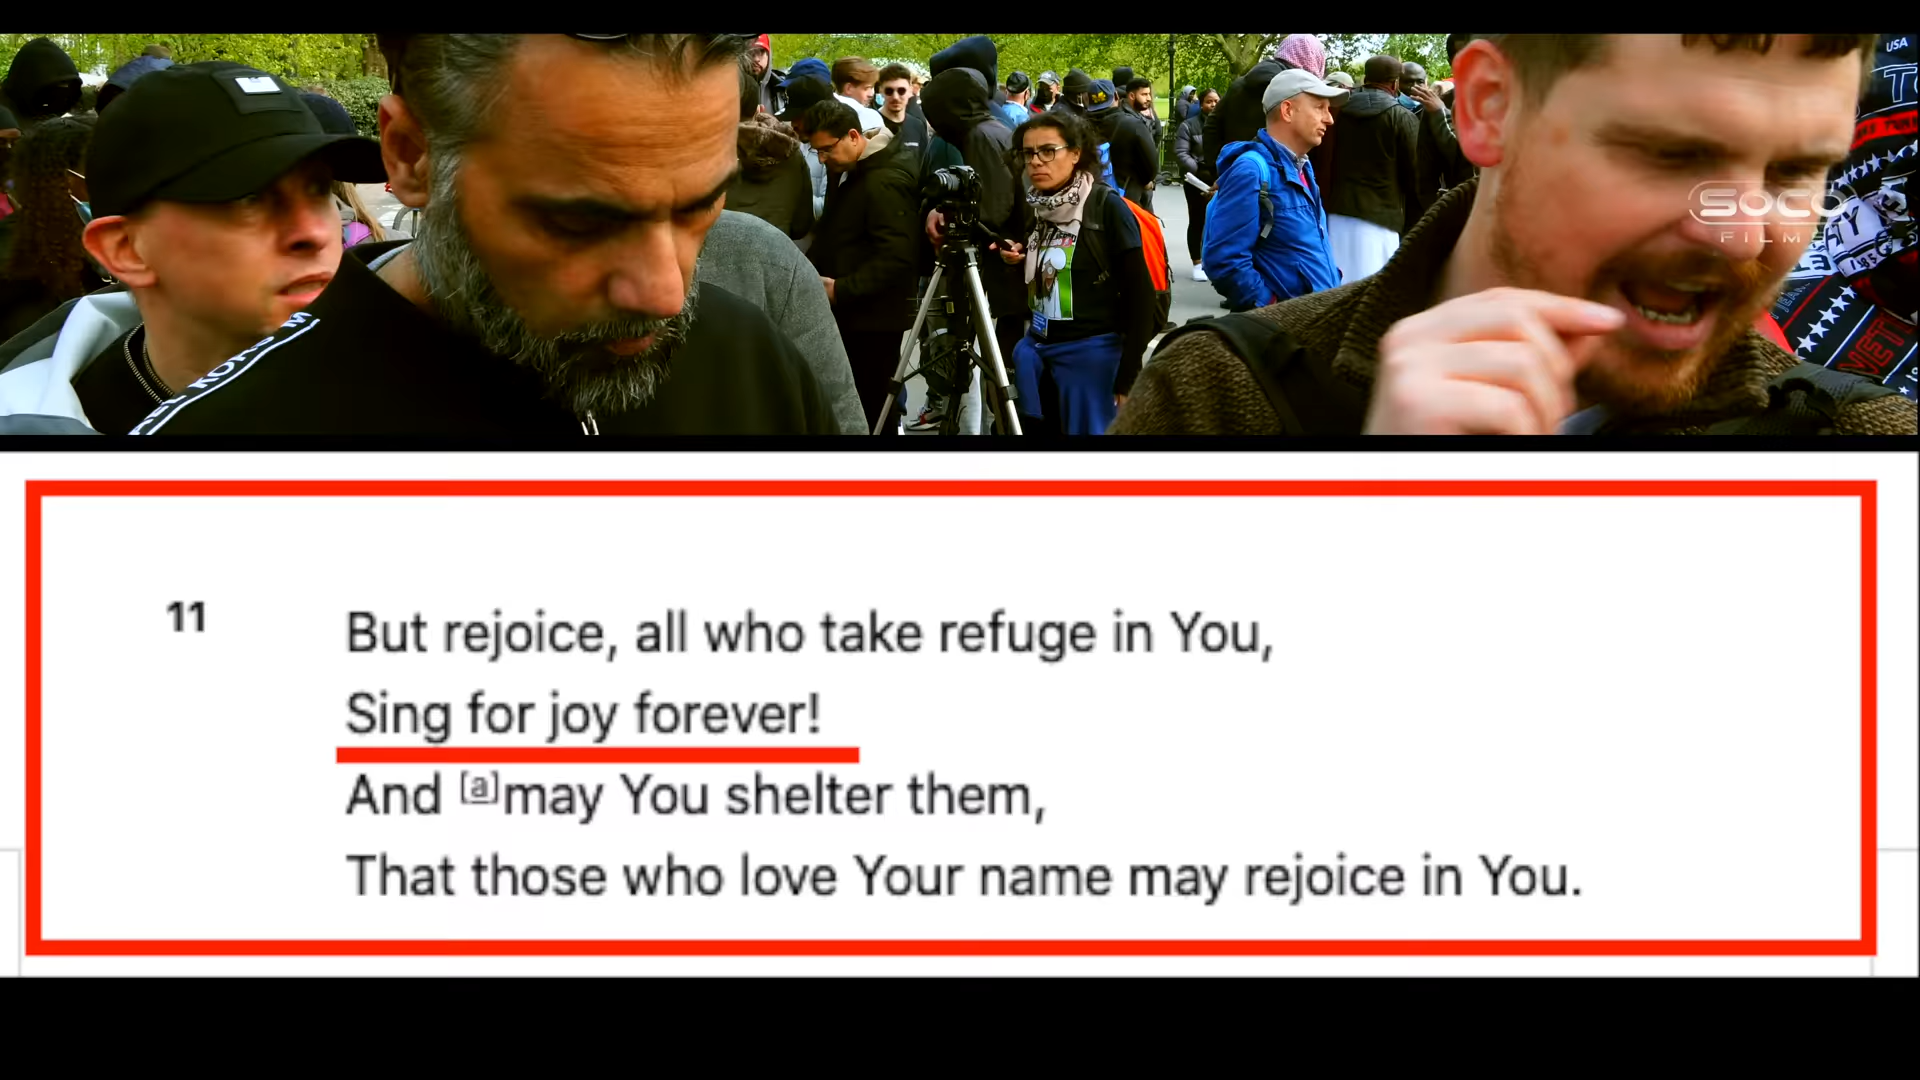 USA
KORS M
SOCO
FILMS
11
But rejoice, all who take refuge in You,
Sing for joy forever!
And [a]may You shelter them,
That those who love Your name may rejoice in You.